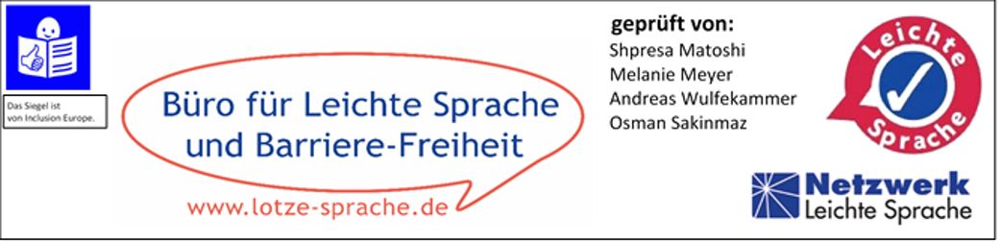 Das Siegel ist
von Inclusion Europe.
Büro für Leichte Sprache
und Barriere-Freiheit
www.lotze-sprache.de
geprüft von:
Shpresa Matoshi
Melanie Meyer
Andreas Wulfekammer
Osman Sakinmaz
Leichte
Sprache
Netzwerk
Leichte Sprache